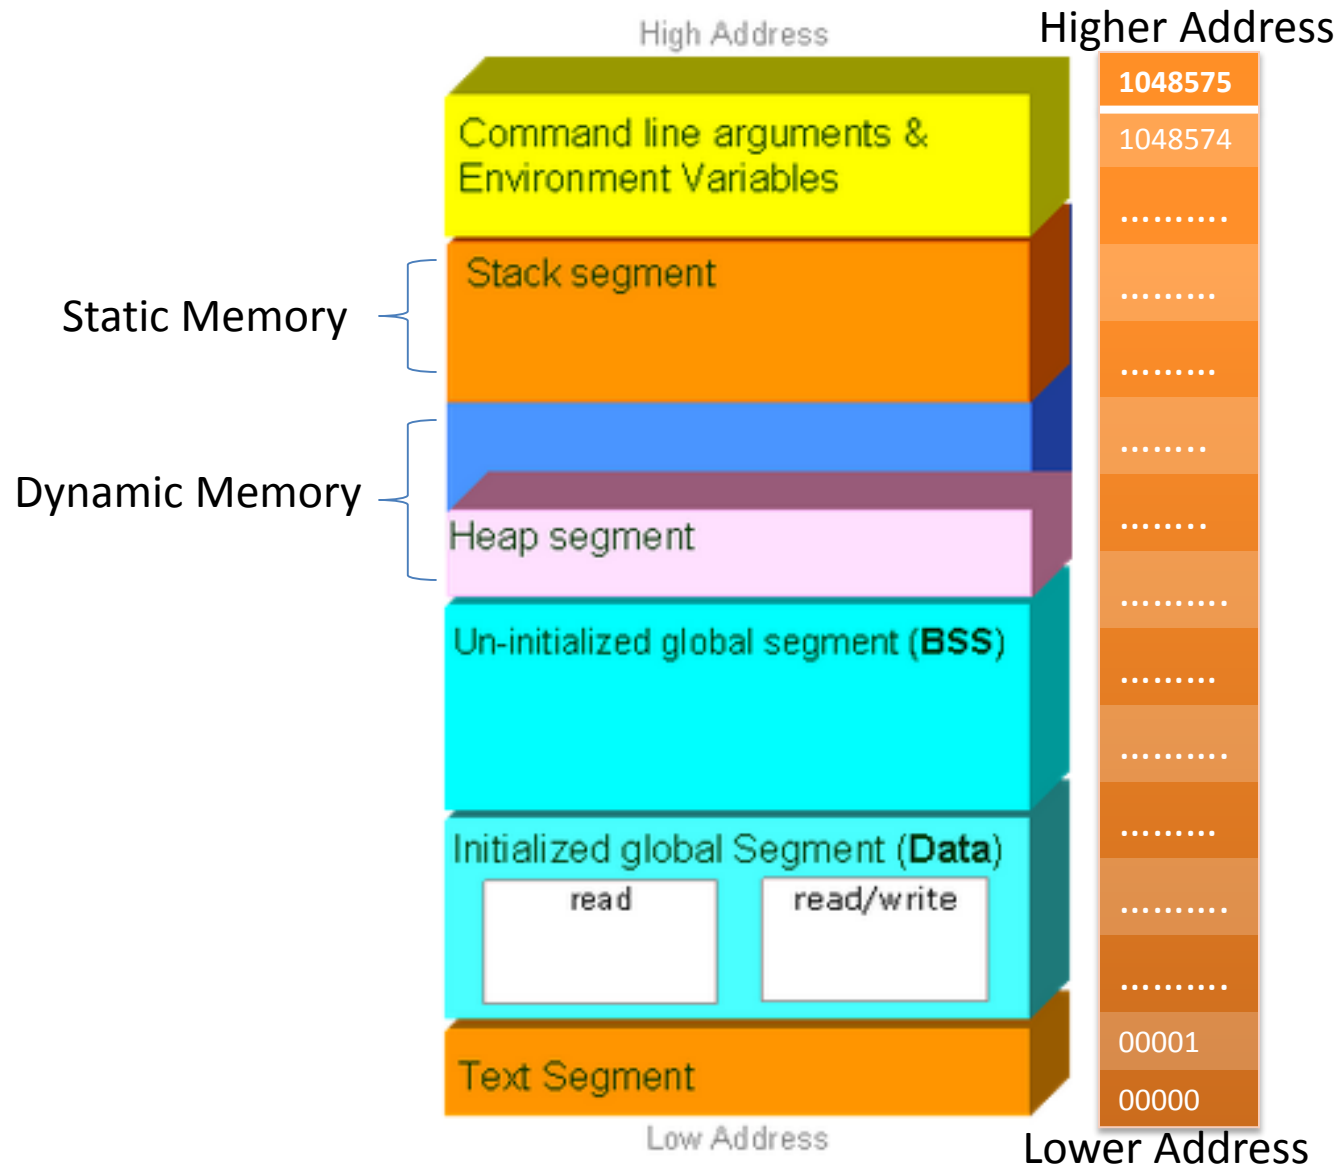 High Address
Higher Address
Command line arguments &
Environment Variables
Stack segment
Static Memory
Dynamic Memory
Heap segment
Un-initialized global segment (BSS)
Initialized global Segment (Data)
read
read/write
Text Segment
Low Address
1048575
1048574
..........
.........
.........
........
........
..........
.........
..........
.........
..........
..........
00001
00000
Lower Address